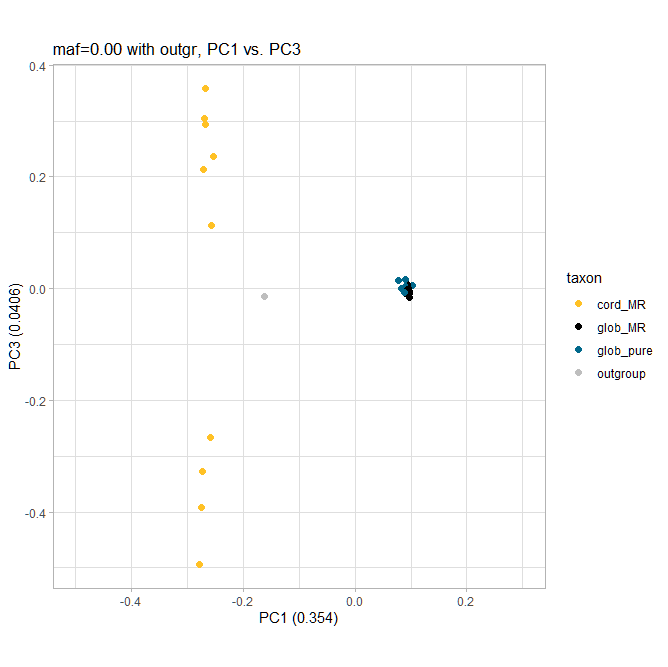 maf=0.00 with outgr, PC1 vs. PC3
0.4
0.2
0.0
-0.2
-0.4
PC3 (0.0406)
-0.4
-0.2
0.0
0.2
PC1 (0.354)
taxon
cord_MR
glob_MR
glob_pure
outgroup